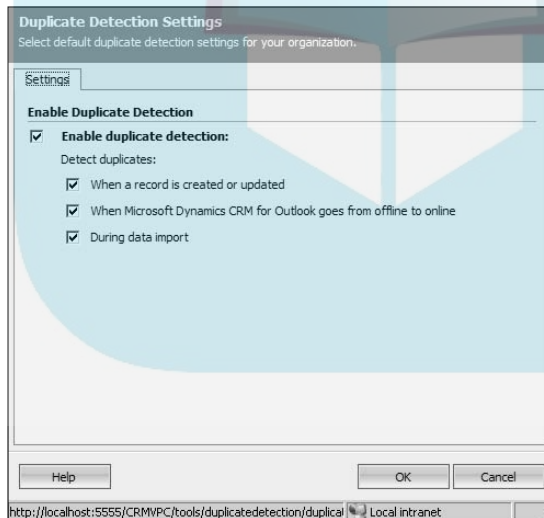 Duplicate Detection Settings
Select default duplicate detection settings for your organization.
Settings
Enable Duplicate Detection
Enable duplicate detection:
Detect duplicates:
When a record is created or updated
When Microsoft Dynamics CRM for Outlook goes from offline to online
During data import
Help
OK
Cancel
http://localhost:5555/CRMVPC/tools/duplicatedetection/duplical
Local intranet